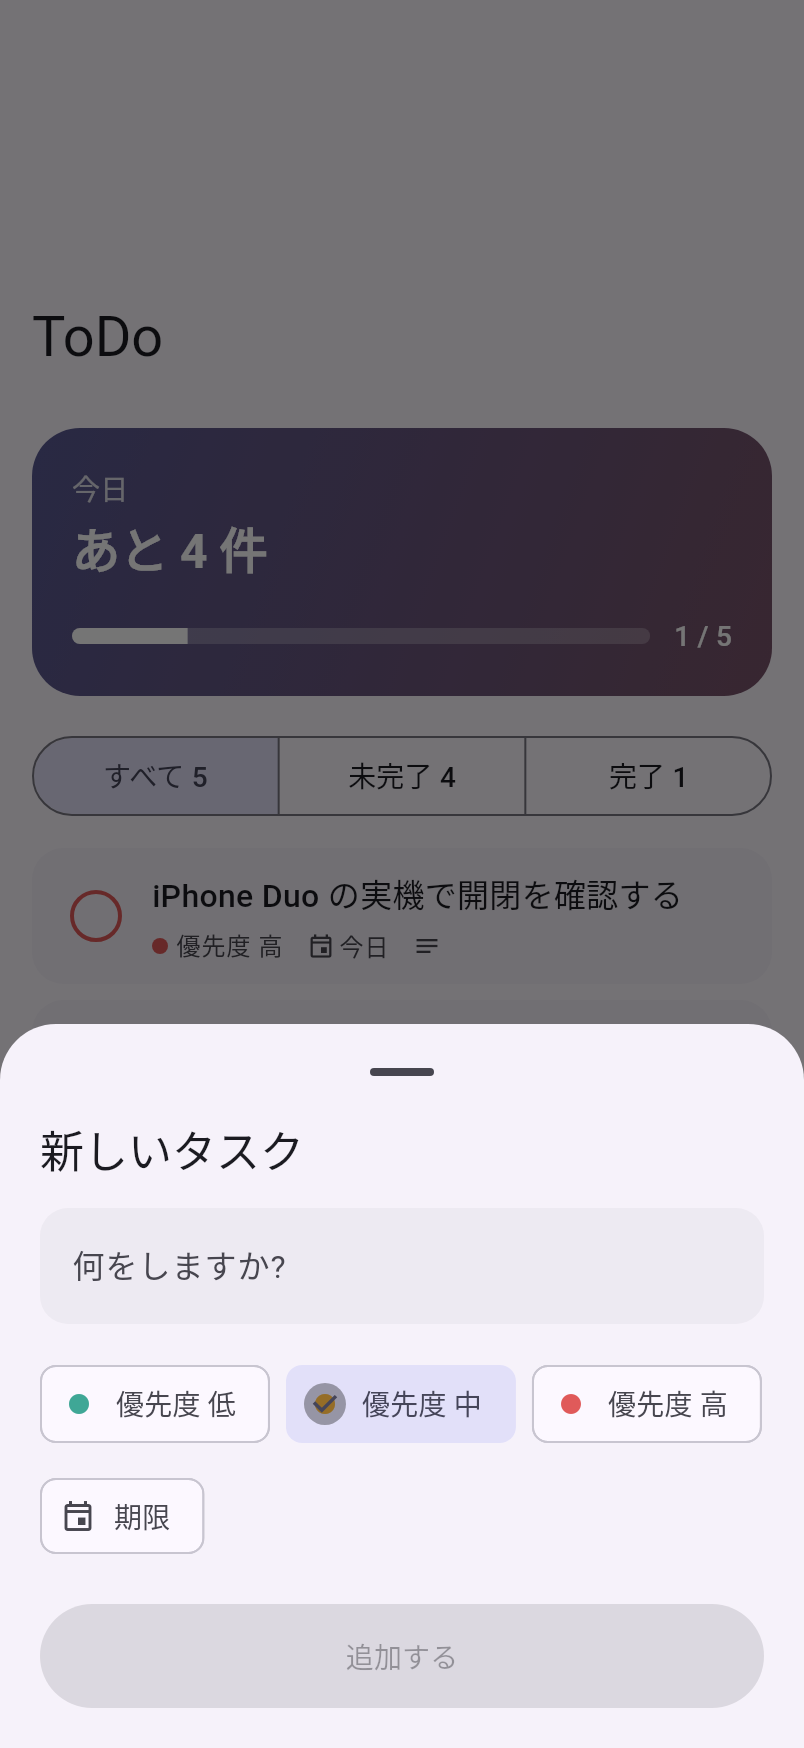 ToDo
今日
あと 4 件
1 / 5
すべて 5
未完了 4
完了 1
iPhone Duo の実機で開閉を確認する
優先度 高 今日
新しいタスク
何をしますか?
優先度 低
優先度 中
優先度 高
期限
追加する